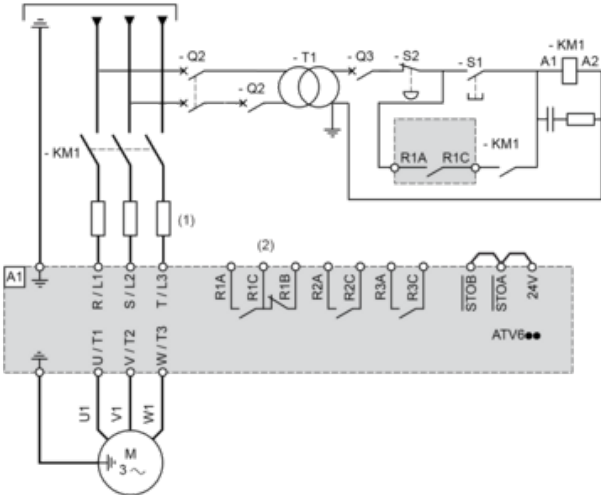 - Q2
- T1
- Q3
- S2
- S1
- KM1
A1
A2
- Q2
- KM1
R1A
R1C
- KM1
(1)
(2)
A1
R / L1
S / L2
T / L3
R1A
R1C
R1B
R2A
R2C
R3A
R3C
STOB
STOA
24V
ATV6●●
U / T1
V / T2
W / T3
U1
V1
W1
M
3 ~